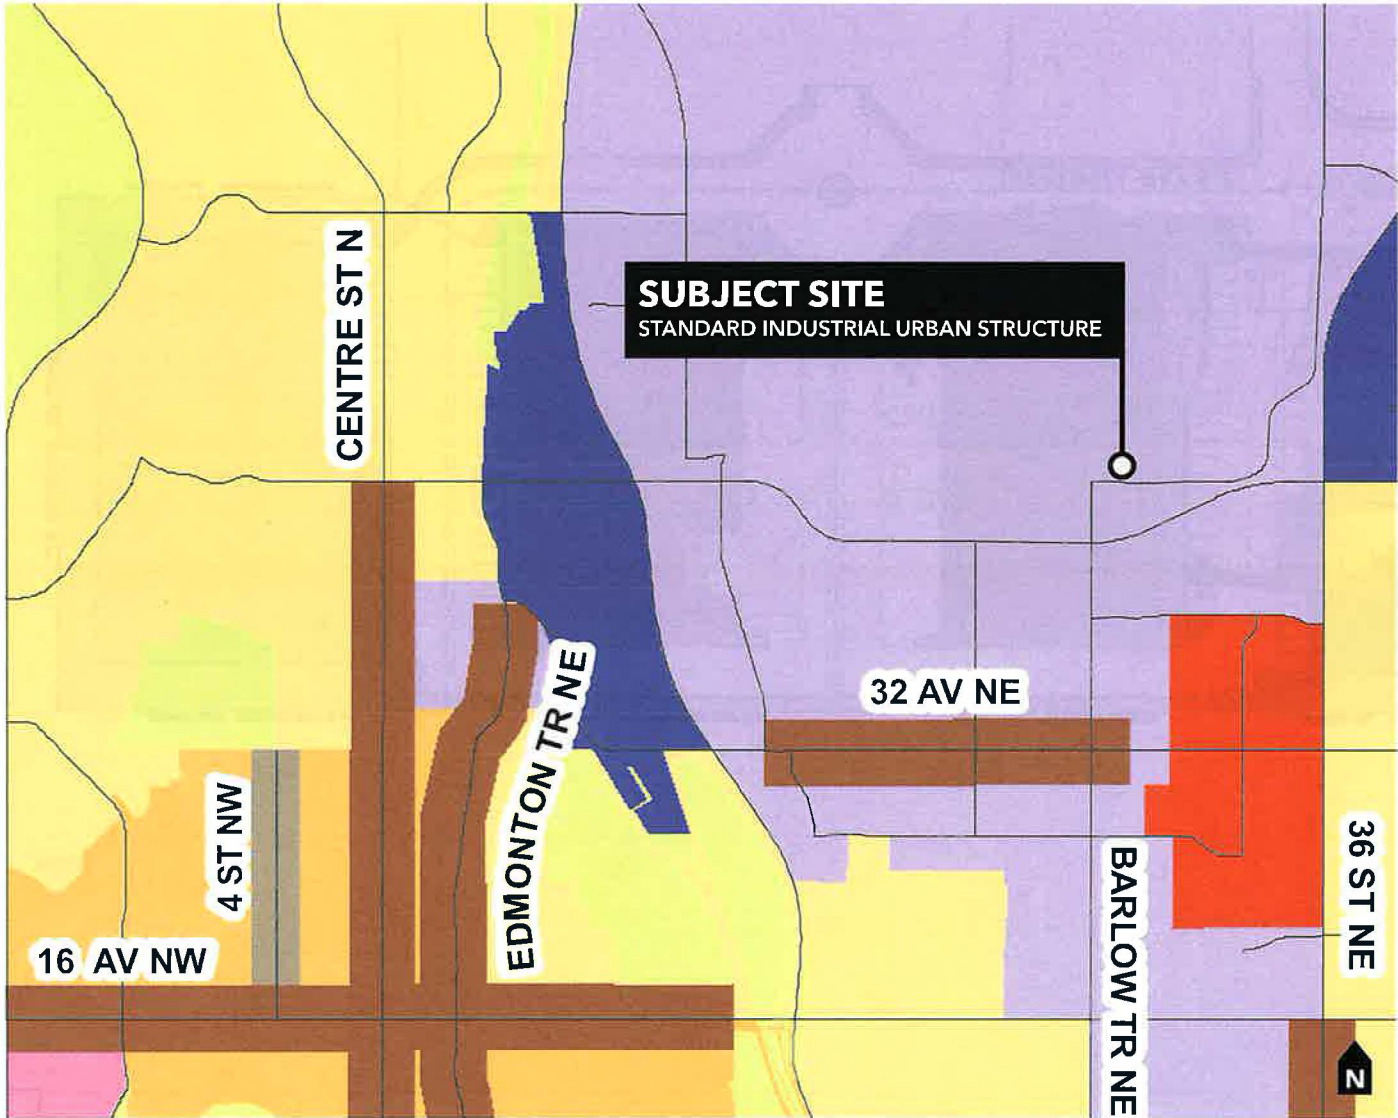 CENTRE ST N
SUBJECT SITE
STANDARD INDUSTRIAL URBAN STRUCTURE
32 AV NE
EDMONTON TR NE
4 ST NW
16 AV NW
BARLOW TR NE
36 ST NE
N